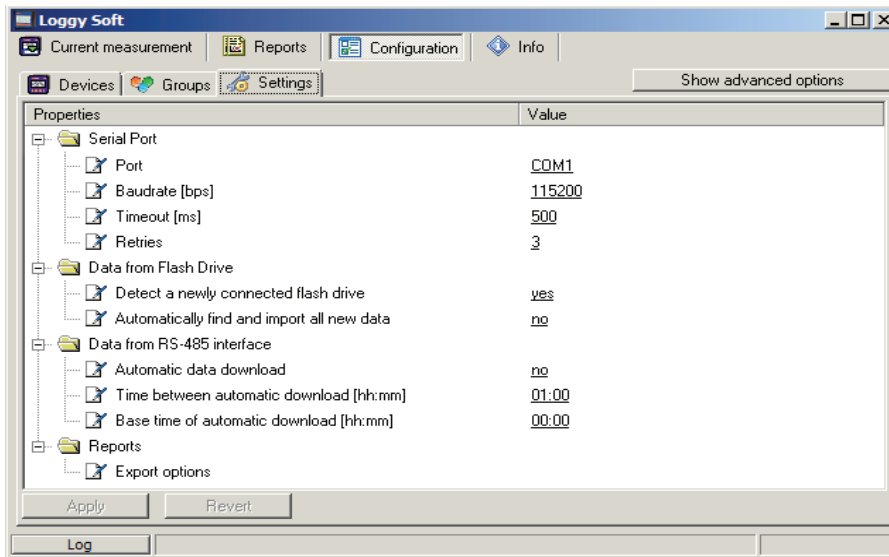 Loggy Soft
Current measurement Reports Configuration Info
Devices Groups Settings Show advanced options
Properties Value
Serial Port
Port COM1
Baudrate [bps] 115200
Timeout [ms] 500
Retries 3
Data from Flash Drive
Detect a newly connected flash drive yes
Automatically find and import all new data no
Data from RS-485 interface
Automatic data download no
Time between automatic download [hh:mm] 01:00
Base time of automatic download [hh:mm] 00:00
Reports
Export options
Apply Revert
Log